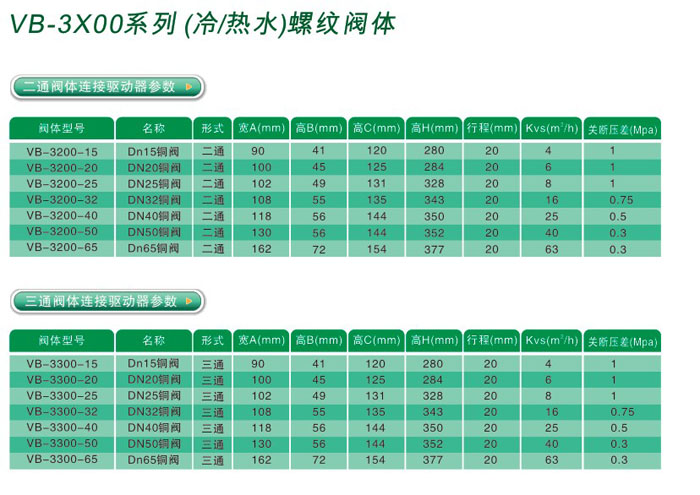 VB-3X00系列 (冷/热水)螺纹阀体
二通阀体连接驱动器参数
阀体型号 名称 形式 宽A(mm) 高B(mm) 高C(mm) 高H(mm) 行程(mm) Kvs(m³/h) 关断压差(Mpa)
VB-3200-15 Dn15铜阀 二通 90 41 120 280 20 4 1
VB-3200-20 DN20铜阀 二通 100 45 125 284 20 6 1
VB-3200-25 DN25铜阀 二通 102 49 131 328 20 8 1
VB-3200-32 DN32铜阀 二通 108 55 135 343 20 16 0.75
VB-3200-40 DN40铜阀 二通 118 56 144 350 20 25 0.5
VB-3200-50 DN50铜阀 二通 130 56 144 352 20 40 0.3
VB-3200-65 Dn65铜阀 二通 162 72 154 377 20 63 0.3
三通阀体连接驱动器参数
阀体型号 名称 形式 宽A(mm) 高B(mm) 高C(mm) 高H(mm) 行程(mm) Kvs(m³/h) 关断压差(Mpa)
VB-3300-15 Dn15铜阀 三通 90 41 120 280 20 4 1
VB-3300-20 DN20铜阀 三通 100 45 125 284 20 6 1
VB-3300-25 DN25铜阀 三通 102 49 131 328 20 8 1
VB-3300-32 DN32铜阀 三通 108 55 135 343 20 16 0.75
VB-3300-40 DN40铜阀 三通 118 56 144 350 20 25 0.5
VB-3300-50 DN50铜阀 三通 130 56 144 352 20 40 0.3
VB-3300-65 Dn65铜阀 三通 162 72 154 377 20 63 0.3